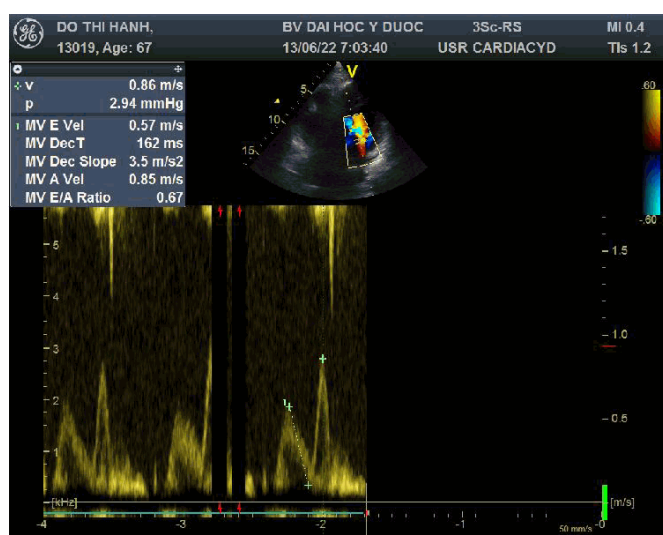 DO THI HANH, BV DAI HOC Y DUOC 3Sc-RS MI 0.4
13019, Age: 67 13/06/22 7:03:40 USR CARDIACYD TIs 1.2
v 0.86 m/s
p 2.94 mmHg
1 MV E Vel 0.57 m/s
MV DecT 162 ms
MV Dec Slope 3.5 m/s2
MV A Vel 0.85 m/s
MV E/A Ratio 0.67
V
5
10
15
.60
-.60
-5
-4
-3
-2
-1
-[kHz]
1
- 1.5
- 1.0
- 0.5
[m/s]
-4 -3 -2 -1 -0
50 mm/s